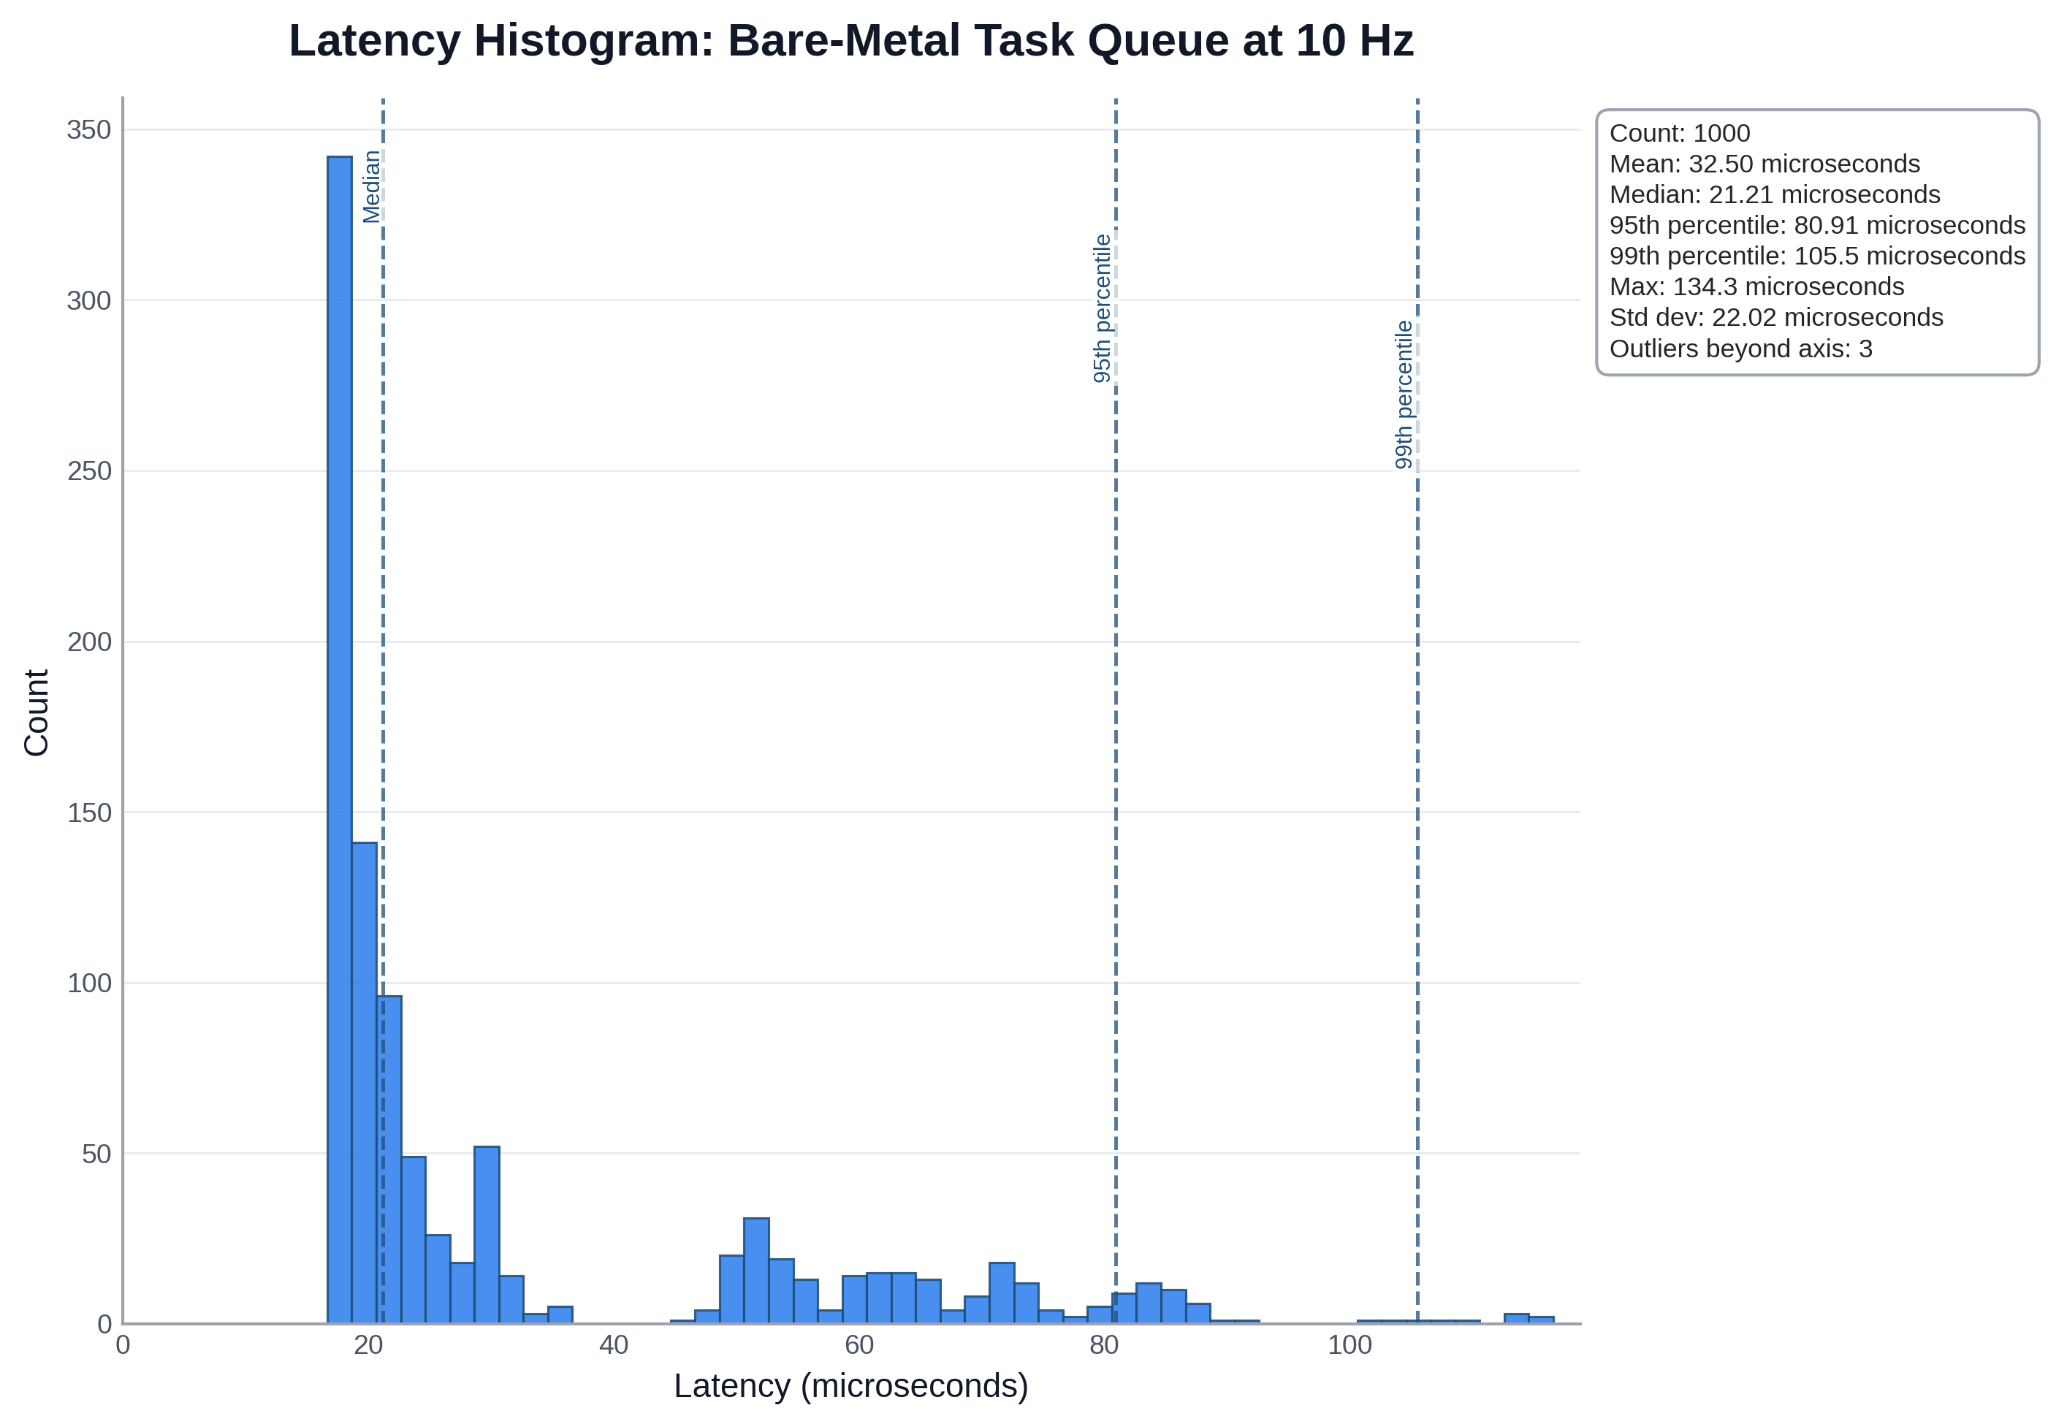 Latency Histogram: Bare-Metal Task Queue at 10 Hz
350
300
250
200
150
100
50
0
Count
Median
95th percentile
99th percentile
0
20
40
60
80
100
Latency (microseconds)
Count: 1000
Mean: 32.50 microseconds
Median: 21.21 microseconds
95th percentile: 80.91 microseconds
99th percentile: 105.5 microseconds
Max: 134.3 microseconds
Std dev: 22.02 microseconds
Outliers beyond axis: 3